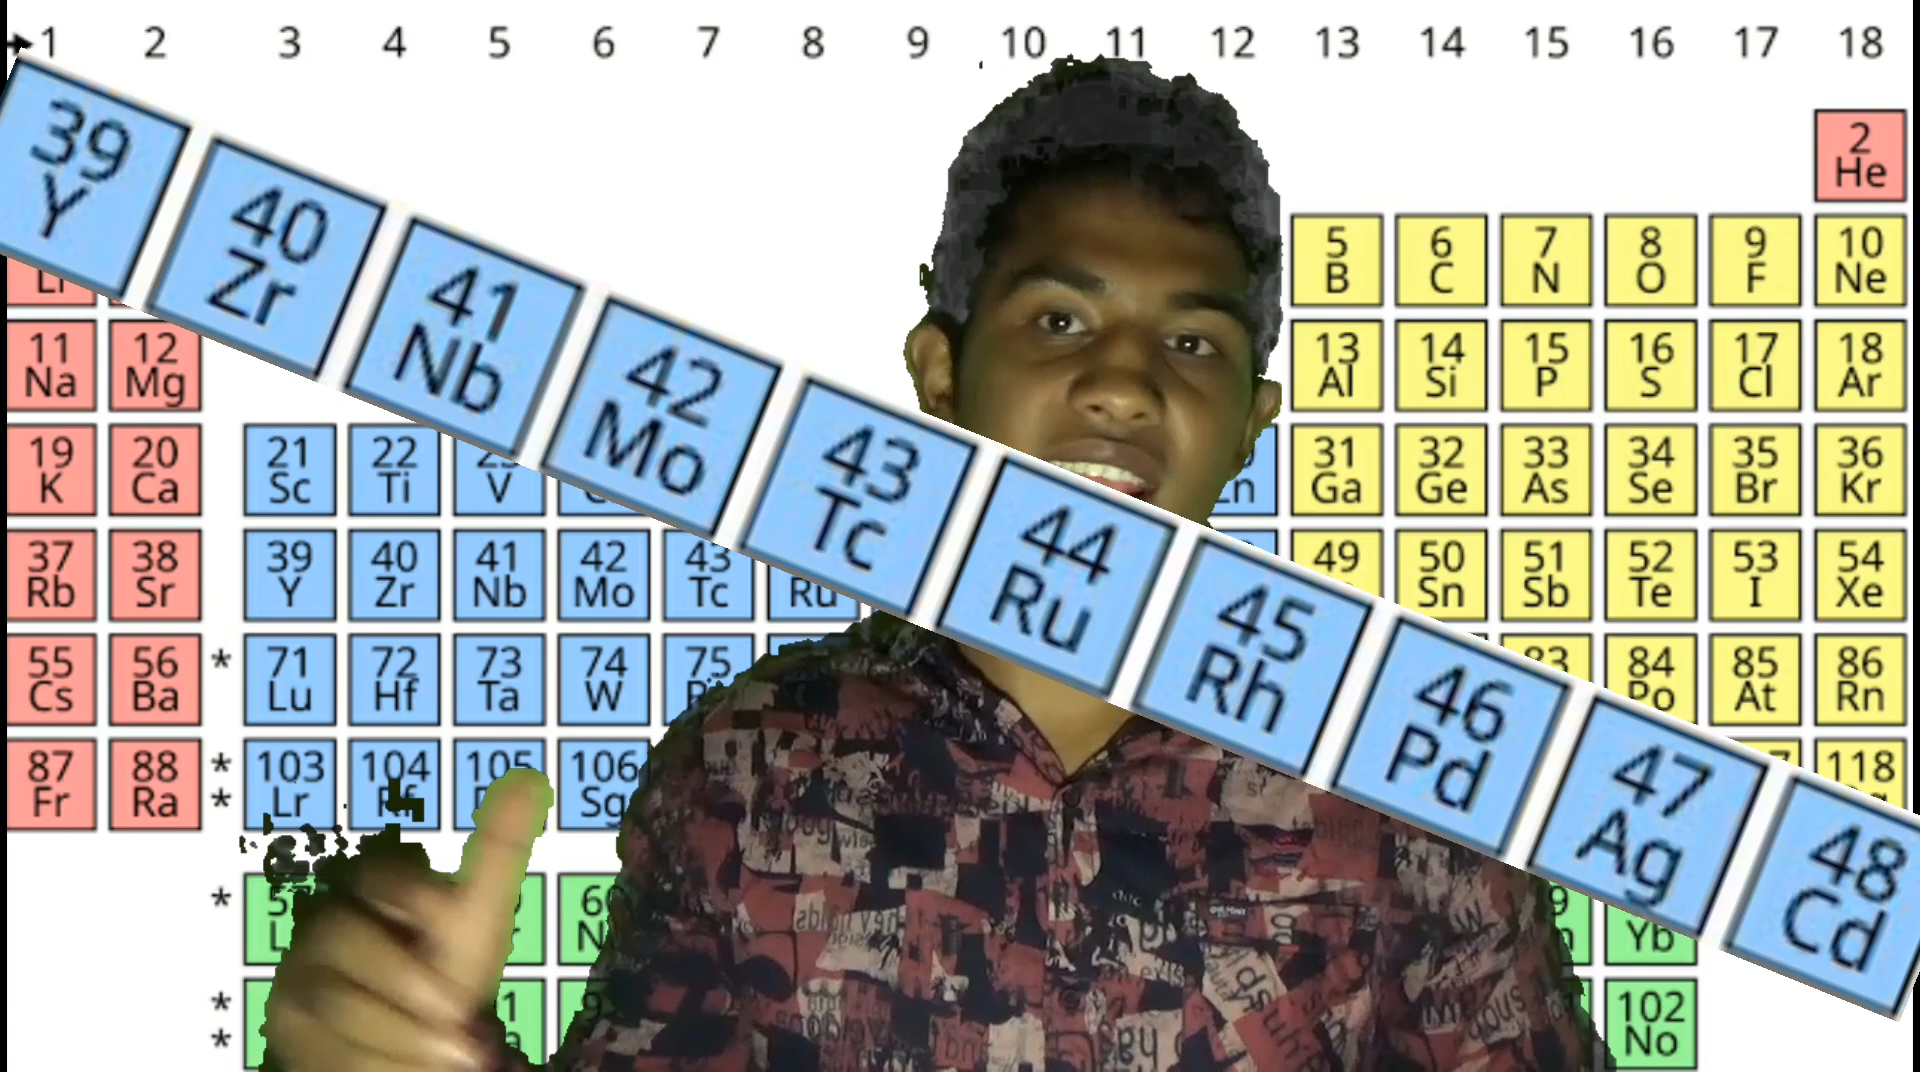 1 2 3 4 5 6 7 8 9 10 11 12 13 14 15 16 17 18
2
He
39
Y
40
Zr
41
Nb
42
Mo
43
Tc
44
Ru
45
Rh
46
Pd
47
Ag
48
Cd
5 6 7 8 9 10
B C N O F Ne
11 12 13 14 15 16 17 18
Na Mg Al Si P S Cl Ar
19 20 21 22 31 32 33 34 35 36
K Ca Sc Ti V Ga Ge As Se Br Kr
37 38 39 40 41 42 43 49 50 51 52 53 54
Rb Sr Y Zr Nb Mo Tc Ru Sn Sb Te I Xe
55 56 * 71 72 73 74 75 83 84 85 86
Cs Ba Lu Hf Ta W Po At Rn
87 88 * 103 104 105 106 118
Fr Ra * Lr Rf Sg
*
Yb
* 102
* No